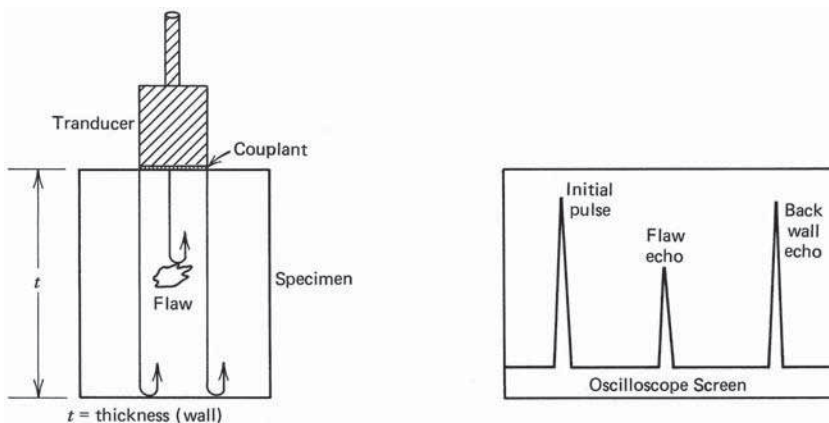 Tranducer
Couplant
t
Flaw
Specimen
t = thickness (wall)
Initial
pulse
Flaw
echo
Back
wall
echo
Oscilloscope Screen